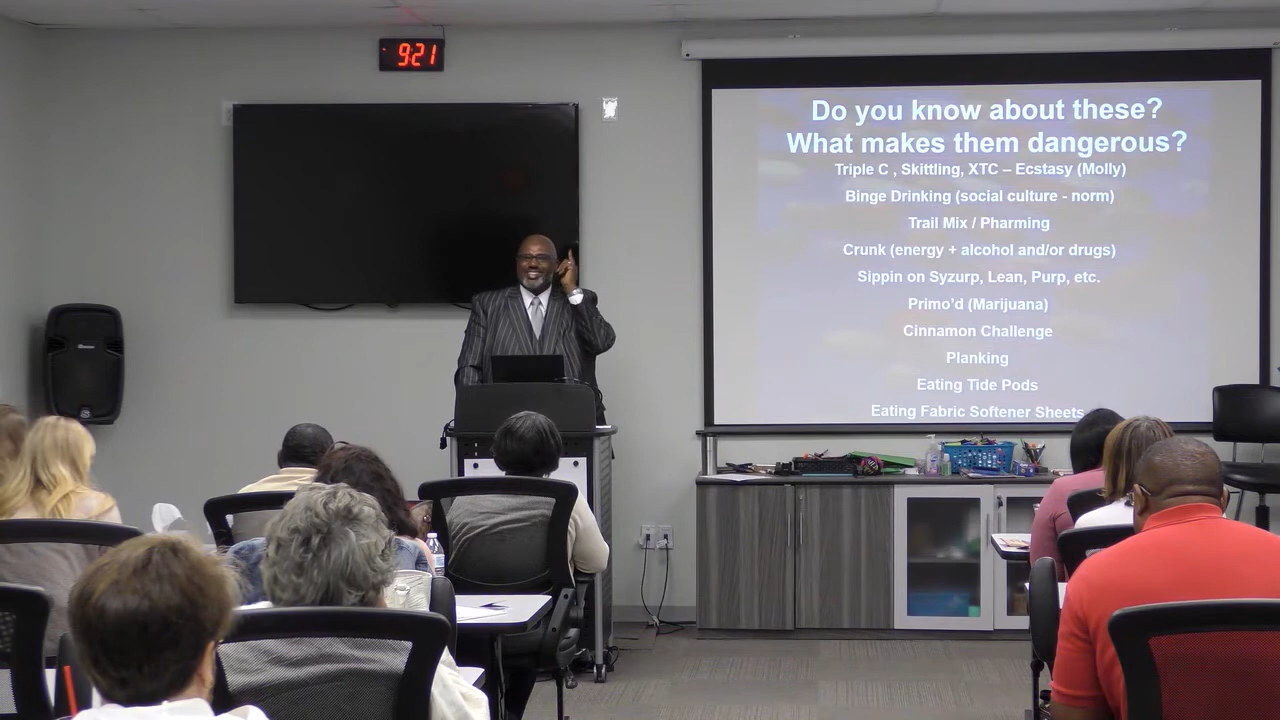 9:21
Do you know about these?
What makes them dangerous?
Triple C , Skittling, XTC – Ecstasy (Molly)
Binge Drinking (social culture - norm)
Trail Mix / Pharming
Crunk (energy + alcohol and/or drugs)
Sippin on Syzurp, Lean, Purp, etc.
Primo’d (Marijuana)
Cinnamon Challenge
Planking
Eating Tide Pods
Eating Fabric Softener Sheets